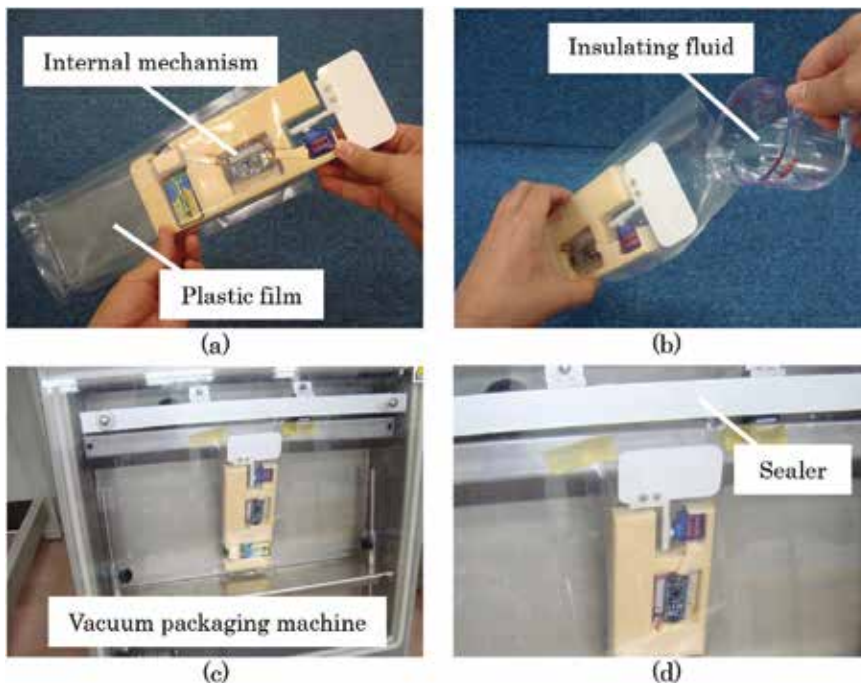 Internal mechanism
Plastic film
(a)
Insulating fluid
(b)
Vacuum packaging machine
(c)
Sealer
(d)